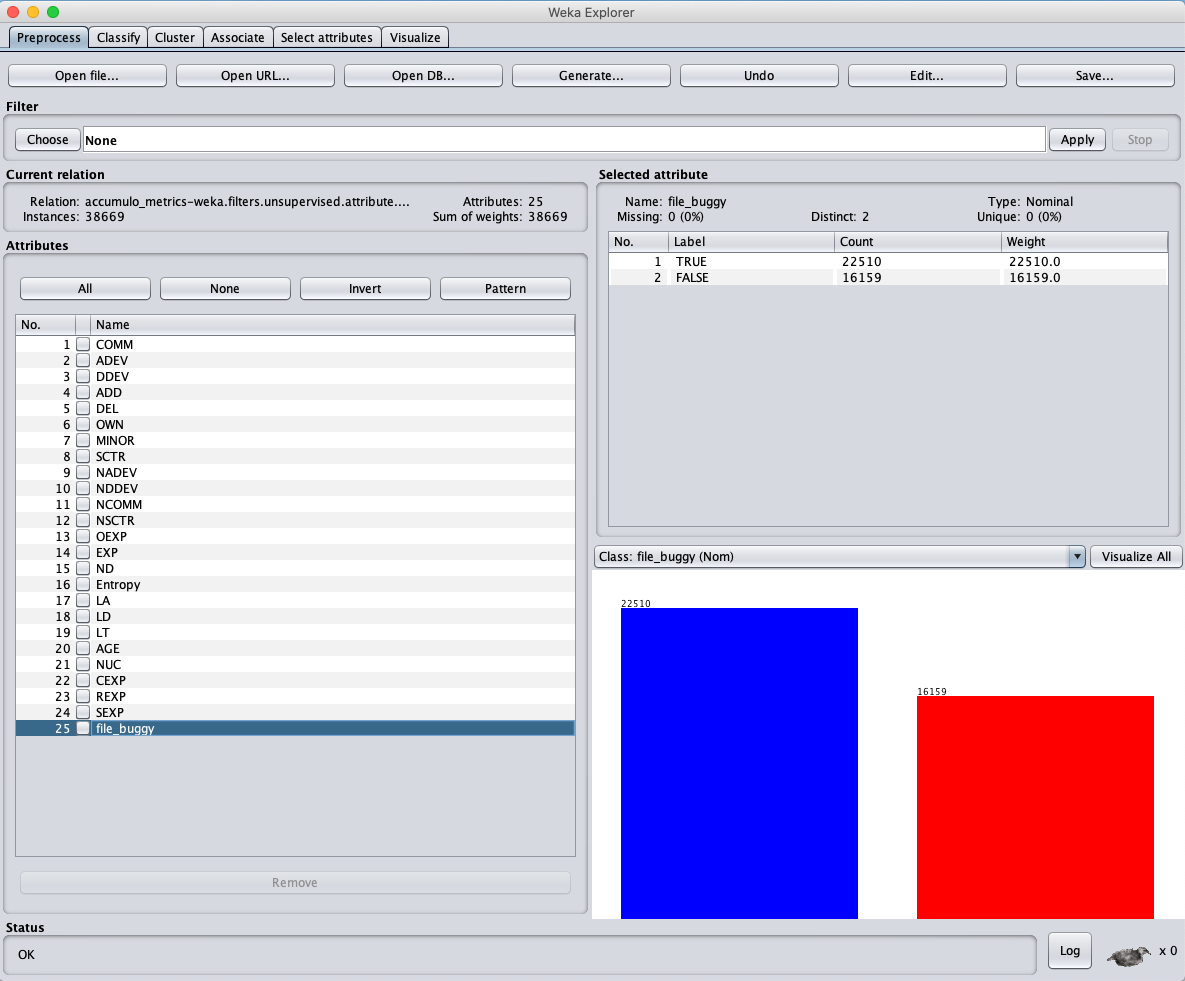 Weka Explorer
Preprocess Classify Cluster Associate Select attributes Visualize
Open file... Open URL... Open DB... Generate... Undo Edit... Save...
Filter
Choose None Apply Stop
Current relation
Relation: accumulo_metrics-weka.filters.unsupervised.attribute.... Attributes: 25
Instances: 38669 Sum of weights: 38669
Attributes
All None Invert Pattern
No. Name
1 COMM
2 ADEV
3 DDEV
4 ADD
5 DEL
6 OWN
7 MINOR
8 SCTR
9 NADEV
10 NDDEV
11 NCOMM
12 NSCTR
13 OEXP
14 EXP
15 ND
16 Entropy
17 LA
18 LD
19 LT
20 AGE
21 NUC
22 CEXP
23 REXP
24 SEXP
25 file_buggy
Remove
Selected attribute
Name: file_buggy Type: Nominal
Missing: 0 (0%) Distinct: 2 Unique: 0 (0%)
No. Label Count Weight
1 TRUE 22510 22510.0
2 FALSE 16159 16159.0
Class: file_buggy (Nom) Visualize All
22510
16159
Status
OK
Log x 0